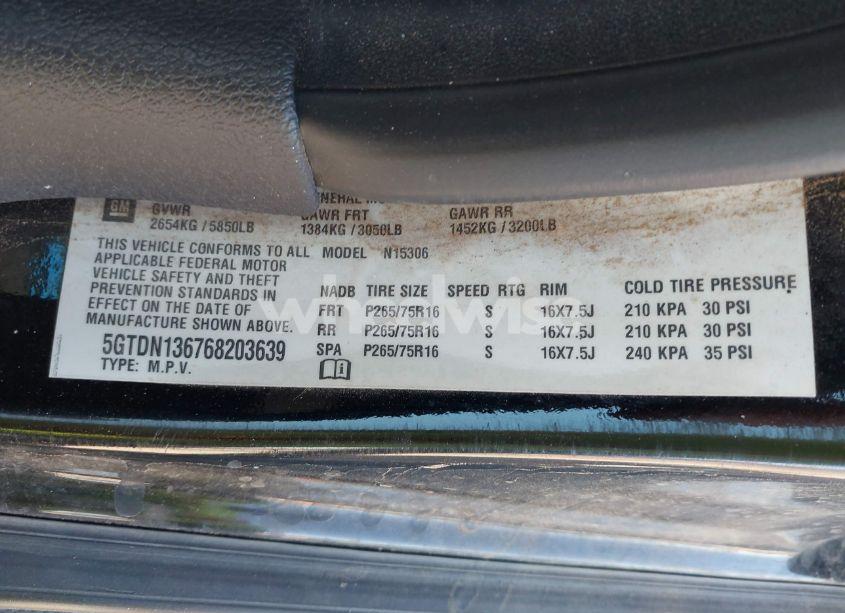 GM
GVWR GAWR FRT GAWR RR
2654KG / 5850LB 1384KG / 3050LB 1452KG / 3200LB
THIS VEHICLE CONFORMS TO ALL MODEL N15306
APPLICABLE FEDERAL MOTOR
VEHICLE SAFETY AND THEFT
PREVENTION STANDARDS IN
EFFECT ON THE DATE OF
MANUFACTURE SHOWN ABOVE.
5GTDN136768203639
TYPE: M.P.V.
NADB TIRE SIZE SPEED RTG RIM COLD TIRE PRESSURE
FRT P265/75R16 S 16X7.5J 210 KPA 30 PSI
RR P265/75R16 S 16X7.5J 210 KPA 30 PSI
SPA P265/75R16 S 16X7.5J 240 KPA 35 PSI